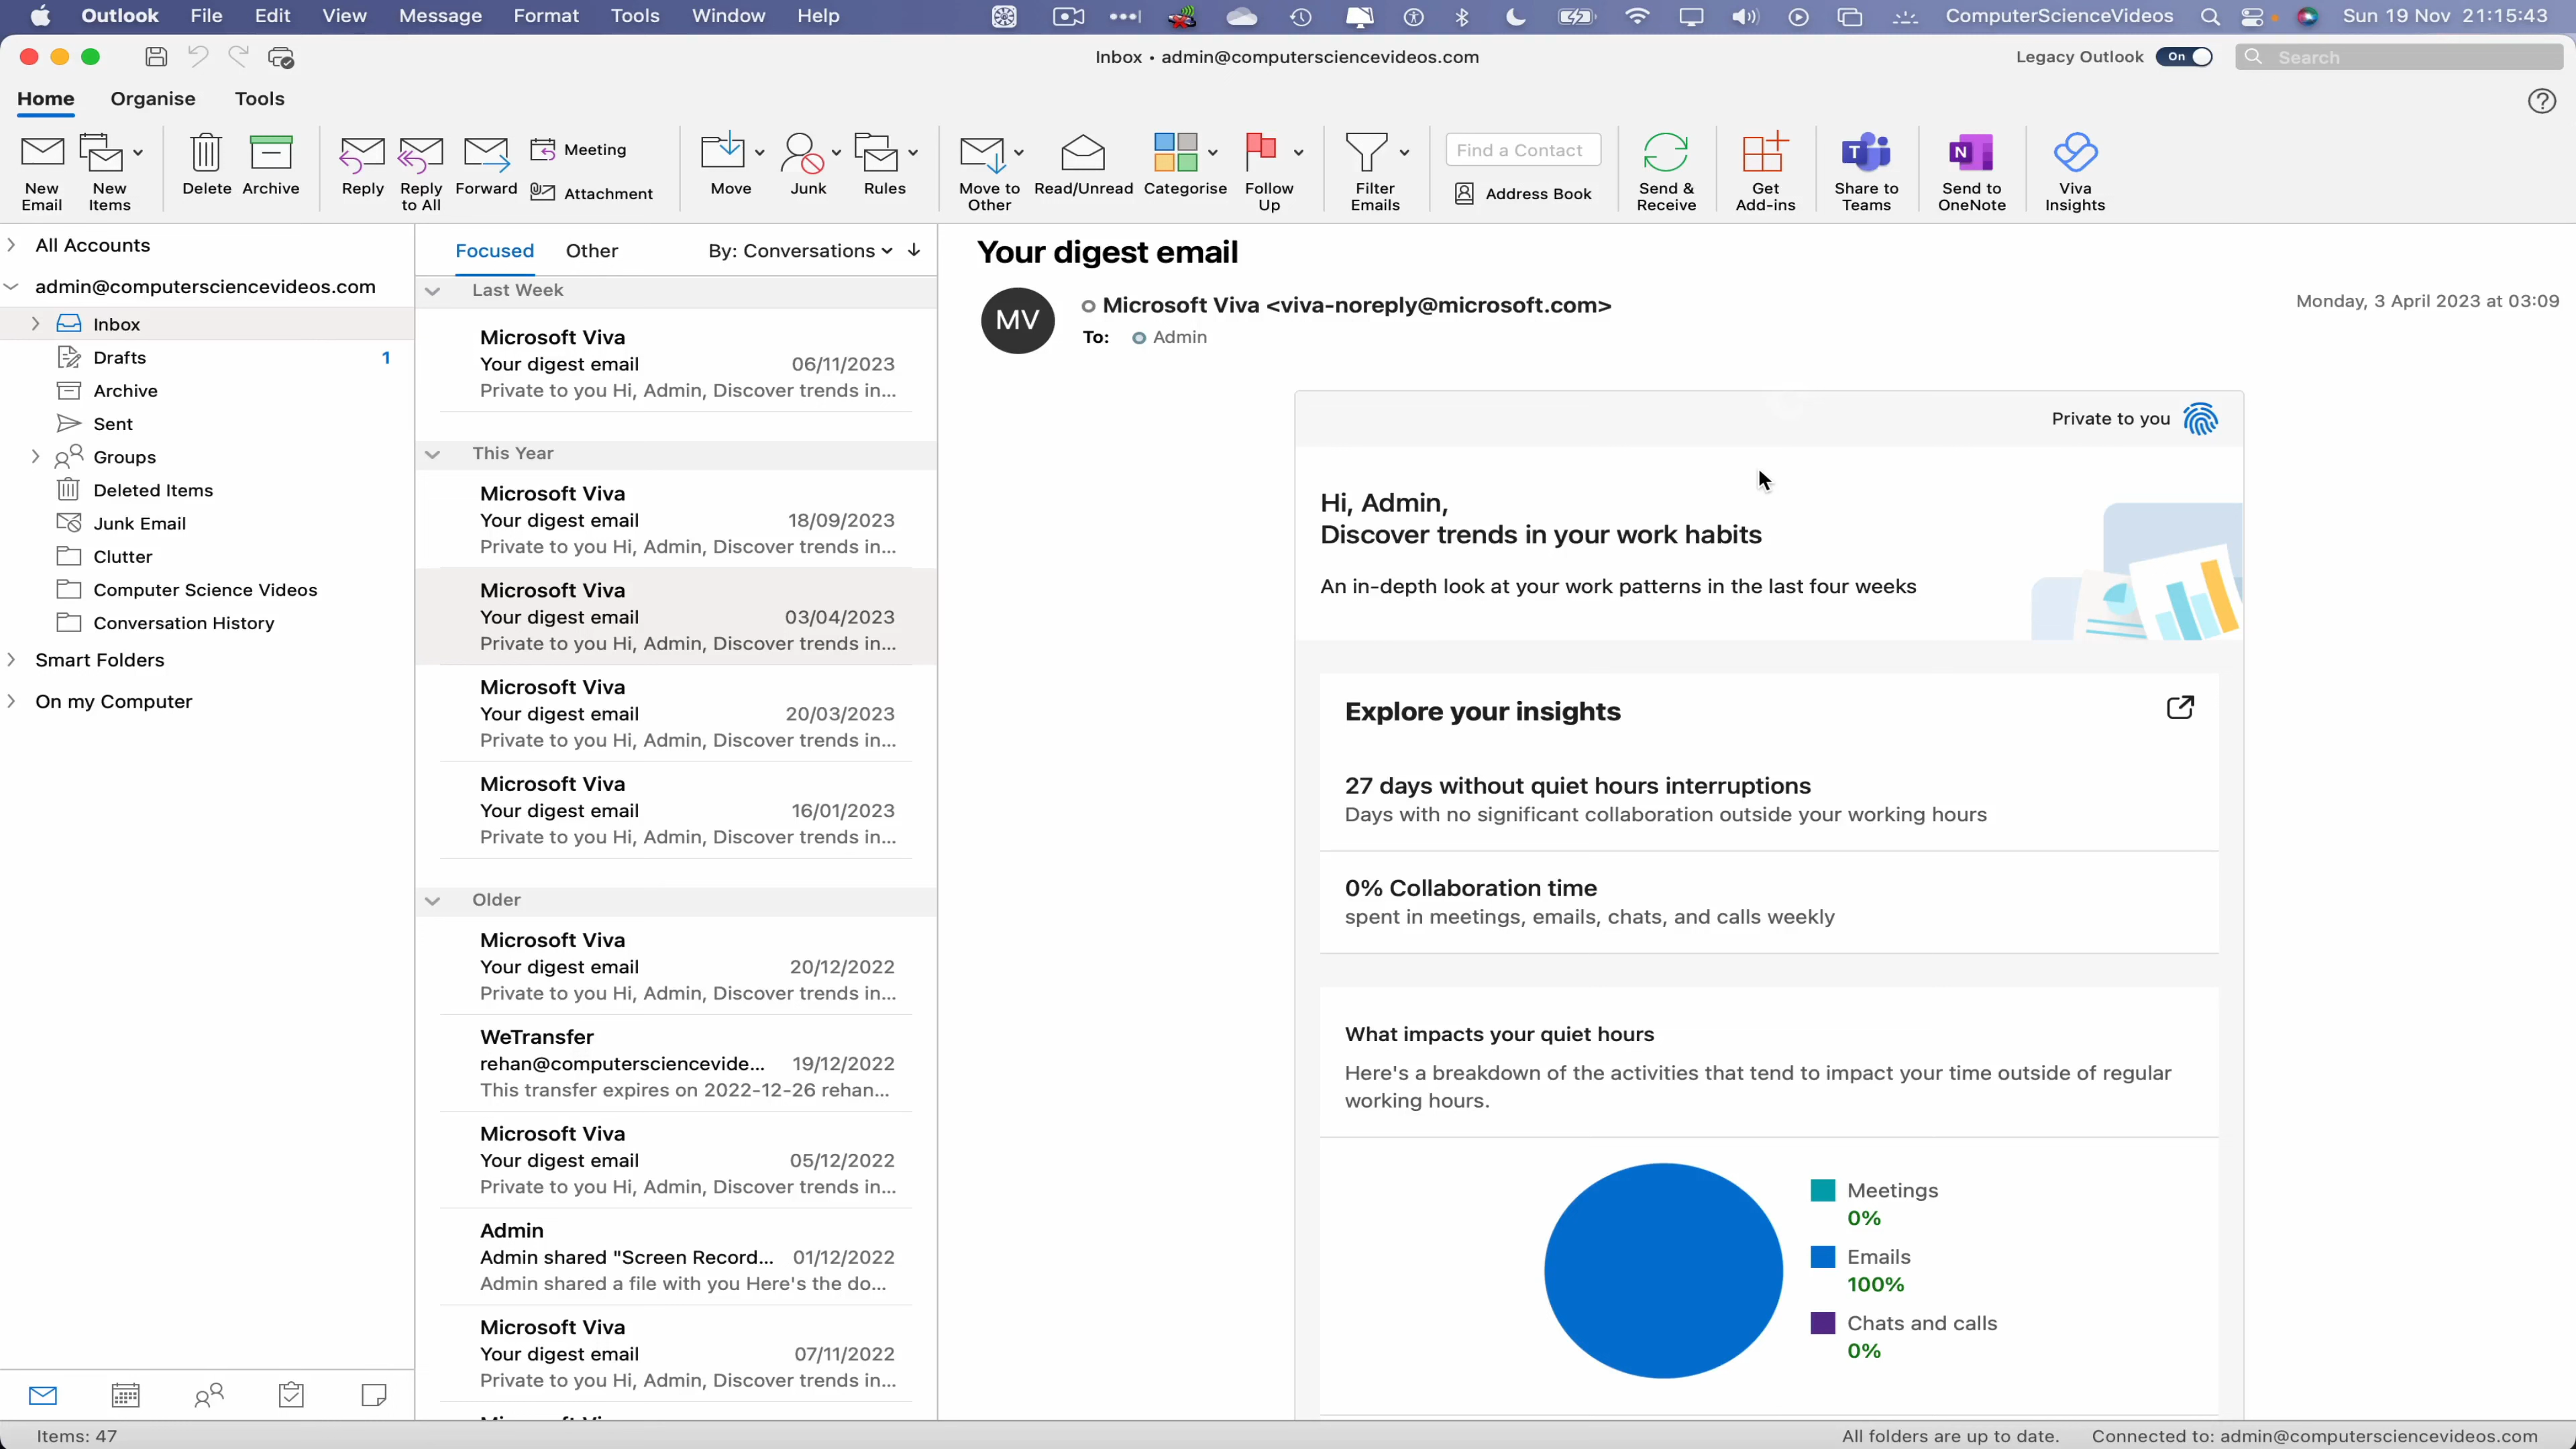 Outlook File Edit View Message Format Tools Window Help ComputerScienceVideos Sun 19 Nov 21:15:43
Inbox • admin@computersciencevideos.com
Legacy Outlook On Search
Home Organise Tools
New Email
New Items
Delete
Archive
Reply
Reply to All
Forward
Meeting
Attachment
Move
Junk
Rules
Move to Other
Read/Unread
Categorise
Follow Up
Filter Emails
Find a Contact
Address Book
Send & Receive
Get Add-ins
T
Share to Teams
N
Send to OneNote
Viva Insights
All Accounts
admin@computersciencevideos.com
Inbox
Drafts 1
Archive
Sent
Groups
Deleted Items
Junk Email
Clutter
Computer Science Videos
Conversation History
Smart Folders
On my Computer
Focused Other By: Conversations
Last Week
Microsoft Viva
Your digest email 06/11/2023
Private to you Hi, Admin, Discover trends in...
This Year
Microsoft Viva
Your digest email 18/09/2023
Private to you Hi, Admin, Discover trends in...
Microsoft Viva
Your digest email 03/04/2023
Private to you Hi, Admin, Discover trends in...
Microsoft Viva
Your digest email 20/03/2023
Private to you Hi, Admin, Discover trends in...
Microsoft Viva
Your digest email 16/01/2023
Private to you Hi, Admin, Discover trends in...
Older
Microsoft Viva
Your digest email 20/12/2022
Private to you Hi, Admin, Discover trends in...
WeTransfer
rehan@computersciencevide... 19/12/2022
This transfer expires on 2022-12-26 rehan...
Microsoft Viva
Your digest email 05/12/2022
Private to you Hi, Admin, Discover trends in...
Admin
Admin shared "Screen Record... 01/12/2022
Admin shared a file with you Here's the do...
Microsoft Viva
Your digest email 07/11/2022
Private to you Hi, Admin, Discover trends in...
Your digest email
MV
Microsoft Viva <viva-noreply@microsoft.com>
To: Admin
Monday, 3 April 2023 at 03:09
Private to you
Hi, Admin,
Discover trends in your work habits
An in-depth look at your work patterns in the last four weeks
Explore your insights
27 days without quiet hours interruptions
Days with no significant collaboration outside your working hours
0% Collaboration time
spent in meetings, emails, chats, and calls weekly
What impacts your quiet hours
Here's a breakdown of the activities that tend to impact your time outside of regular
working hours.
Meetings
0%
Emails
100%
Chats and calls
0%
Items: 47
All folders are up to date. Connected to: admin@computersciencevideos.com